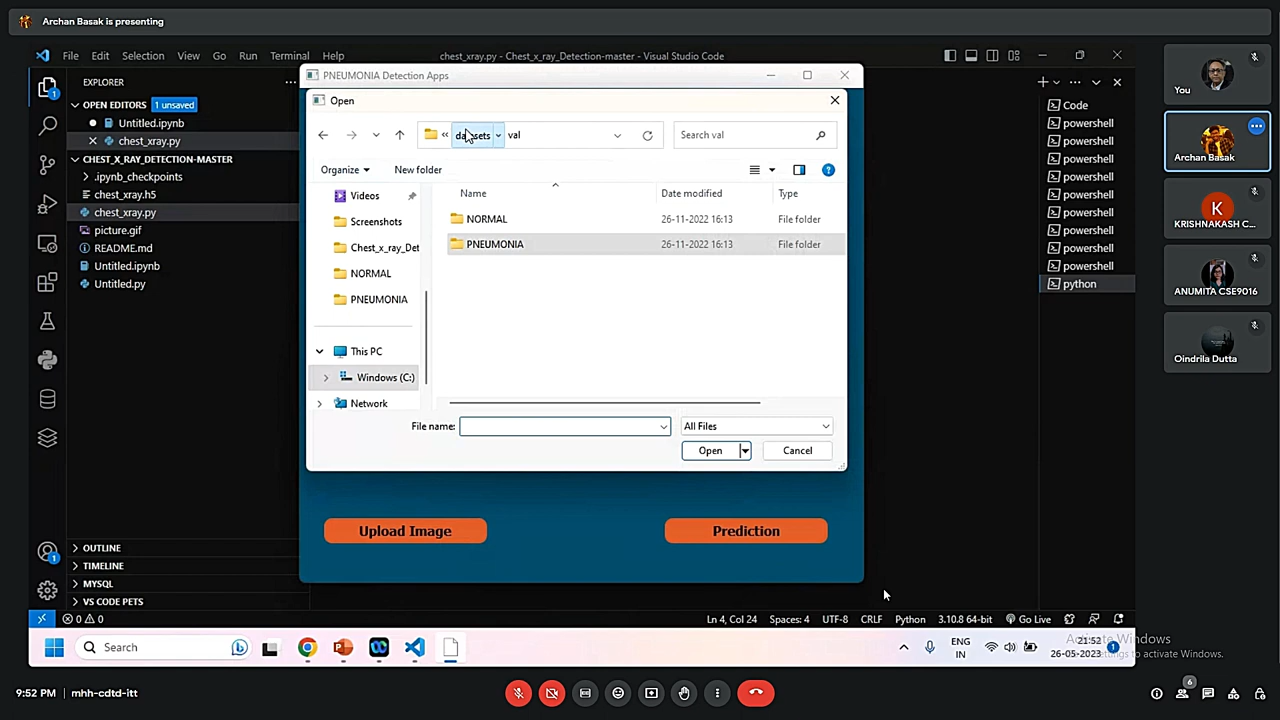 Archan Basak is presenting
File Edit Selection View Go Run Terminal Help
chest_xray.py - Chest_x_ray_Detection-master - Visual Studio Code
EXPLORER
OPEN EDITORS 1 unsaved
Untitled.ipynb
chest_xray.py
CHEST_X_RAY_DETECTION-MASTER
.ipynb_checkpoints
chest_xray.h5
chest_xray.py
picture.gif
README.md
Untitled.ipynb
Untitled.py
OUTLINE
TIMELINE
MYSQL
VS CODE PETS
PNEUMONIA Detection Apps
Open
datasets val
Search val
Organize New folder
Name Date modified Type
NORMAL 26-11-2022 16:13 File folder
PNEUMONIA 26-11-2022 16:13 File folder
Videos
Screenshots
Chest_x_ray_Det
NORMAL
PNEUMONIA
This PC
Windows (C:)
Network
File name:
All Files
Open Cancel
Upload Image
Prediction
Code
powershell
powershell
powershell
powershell
powershell
powershell
powershell
powershell
powershell
python
You
Archan Basak
K
KRISHNAKASH C...
ANUMITA CSE9016
Oindrila Dutta
0 0
Ln 4, Col 24 Spaces: 4 UTF-8 CRLF Python 3.10.8 64-bit Go Live
Search
ENG
IN
21:52
26-05-2023
1
Activate Windows
ettings to activate Windows.
9:52 PM mhh-cdtd-itt
6